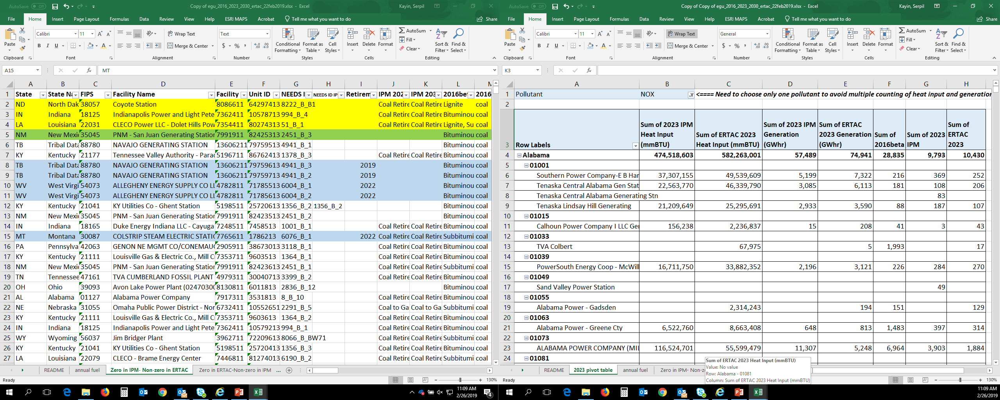 AutoSave Off Copy of egu_2016_2023_2030_ertac_22feb2019.xlsx - Excel Kayin, Serpil
File Home Insert Page Layout Formulas Data Review View Help ESRI MAPS Acrobat Tell me what you want to do Share
Calibri 11 Wrap Text Text AutoSum
Paste Merge & Center Conditional Formatting Format as Table Cell Styles Insert Delete Format Fill Clear Sort & Filter Find & Select
Clipboard Font Alignment Number Styles Cells Editing
A15 MT
A B C D E F G H I J K L
1 State State Na FIPS Facility Name Facility Unit ID NEEDS I NEEDS ID IP Retirem IPM 202 IPM 203 2016be 2016
2 ND North Dak 38057 Coyote Station 8086611 64297413 8222_B_B1 Coal Retire Coal Retire Lignite coal
3 IN Indiana 18125 Indianapolis Power and Light Pete 7362411 10578713 994_B_4 Coal Retire Coal Retire Bituminou coal
4 LA Louisiana 22031 CLECO Power LLC - Dolet Hills Pow 7354411 80274313 51_B_1 Coal Retire Coal Retire Lignite, Su coal
5 NM New Mexi 35045 PNM - San Juan Generating Station 7991911 82425313 2451_B_3 Bituminou coal
6 TB Tribal Data 88780 NAVAJO GENERATING STATION 13606211 79759513 4941_B_1 Bituminou coal
7 KY Kentucky 21177 Tennessee Valley Authority - Parad 5196711 86762413 1378_B_3 Coal Retire Coal Retire Bituminou coal
8 TB Tribal Data 88780 NAVAJO GENERATING STATION 13606211 79759613 4941_B_3 2019 Bituminou coal
9 TB Tribal Data 88780 NAVAJO GENERATING STATION 13606211 79759713 4941_B_2 2019 Bituminou coal
10 WV West Virgi 54073 ALLEGHENY ENERGY SUPPLY CO LL 4782811 71785513 6004_B_1 2022 Bituminou coal
11 WV West Virgi 54073 ALLEGHENY ENERGY SUPPLY CO LL 4782811 71785613 6004_B_2 2022 Bituminou coal
12 KY Kentucky 21041 KY Utilities Co - Ghent Station 5198511 25720613 1356_B_2 1356_B_2 Bituminou coal
13 NM New Mexi 35045 PNM - San Juan Generating Station 7991911 82423513 2451_B_2 Bituminou coal
14 IN Indiana 18165 Duke Energy Indiana LLC - Cayuga 7248511 7458513 1001_B_1 Coal Retire Coal Retire Bituminou coal
15 MT Montana 30087 COLSTRIP STEAM ELECTRIC STATI 7765611 1786213 6076_B_1 2022 Coal Retire Coal Retire Subbitumi coal
16 PA Pennsylva 42063 GENON NE MGMT CO/CONEMAU 2905911 38673013 3118_B_1 Coal Retire Coal Retire Bituminou coal
17 KY Kentucky 21111 Louisville Gas & Electric Co., Mill C 7353711 9603513 1364_B_1 Coal Retire Coal Retire Bituminou coal
18 NM New Mexi 35045 PNM - San Juan Generating Station 7991911 82423613 2451_B_1 Coal Retire Coal Retire Subbitumi coal
19 TN Tennessee 47161 TVA CUMBERLAND FOSSIL PLANT 4979311 30040713 3399_B_2 Coal Retire Coal Retire Bituminou coal
20 OH Ohio 39093 Avon Lake Power Plant (02470300 8130811 6011813 2836_B_12 Bituminou coal
21 AL Alabama 01127 Alabama Power Company 7917311 3531813 8_B_10 Coal Retire Coal Retire Bituminou coal
22 NE Nebraska 31055 Omaha Public Power District - Nor 6732411 10552651 2291_B_5 Coal to Ga Coal to Ga Subbitumi coal
23 KY Kentucky 21111 Louisville Gas & Electric Co., Mill C 7353711 9603613 1364_B_2 Coal Retire Coal Retire Bituminou coal
24 IN Indiana 18125 Indianapolis Power and Light Pete 7362411 10579213 994_B_1 Coal Retire Coal Retire Bituminou coal
25 WY Wyoming 56037 Jim Bridger Plant 3962711 72209613 8066_B_BW71 Coal Retire Coal Retire Subbitumi coal
26 KY Kentucky 21041 KY Utilities Co - Ghent Station 5198511 25720413 1356_B_3 Coal Retire Coal Retire Bituminou coal
27 LA Louisiana 22079 CLECO - Brame Energy Center 7446811 81274013 6190_B_2 Coal Retire Coal Retire Subbitumi coal
README annual fuel Zero in IPM- Non-zero in ERTAC Zero in ERTAC-Non-zero in IPM ...
Ready 130%
11:09 AM
2/26/2019
4
AutoSave Off Copy of Copy of egu_2016_2023_2030_ertac_22feb2019.xlsx - Excel Kayin, Serpil
File Home Insert Page Layout Formulas Data Review View Help ESRI MAPS Acrobat Tell me what you want to do Share
Calibri 11 Wrap Text General AutoSum
Paste Merge & Center Conditional Formatting Format as Table Cell Styles Insert Delete Format Fill Clear Sort & Filter Find & Select
Clipboard Font Alignment Number Styles Cells Editing
K3
A B C D E F G H
1 Pollutant NOX <==== Need to choose only one pollutant to avoid multiple counting of heat input and generation
2
3 Row Labels Sum of 2023 IPM Heat Input (mmBTU) Sum of ERTAC 2023 Heat Input (mmBTU) Sum of 2023 IPM Generation (GWhr) Sum of ERTAC 2023 Generation (GWhr) Sum of 2016beta Sum of 2023 IPM Sum of ERTAC 2023
4 Alabama 474,518,603 582,263,001 57,489 74,941 28,835 9,793 10,430
5 01001
6 Southern Power Company-E B Har 37,307,155 49,539,609 5,199 7,322 216 369 252
7 Tenaska Central Alabama Gen Stat 22,563,770 46,339,790 3,085 6,113 181 108 206
8 Tenaska Central Alabama Generating Stn 83
9 Tenaska Lindsay Hill Generating 21,209,649 25,295,691 2,933 3,590 88 187 107
10 01015
11 Calhoun Power Company I LLC Ger 156,238 2,236,837 15 208 41 3 43
12 01033
13 TVA Colbert 67,975 5 1,993 17
14 01039
15 PowerSouth Energy Coop - McWill 16,711,750 33,882,352 2,196 3,121 226 284 270
16 01049
17 Sand Valley Power Station 49
18 01055
19 Alabama Power - Gadsden 2,314,243 194 151 129
20 01063
21 Alabama Power - Greene Cty 6,522,760 8,663,408 648 813 1,483 397 314
22 01073
23 ALABAMA POWER COMPANY (MIL 116,524,701 55,599,479 11,307 5,248 6,964 3,903 1,884
24 01081
Sum of ERTAC 2023 Heat Input (mmBTU)
Value: No value
Row: Alabama - 01081
Column: Sum of ERTAC 2023 Heat Input (mmBTU)
README 2023 pivot table annual fuel Zero in IPM- Non-ze
Ready 130%
11:09 AM
2/26/2019